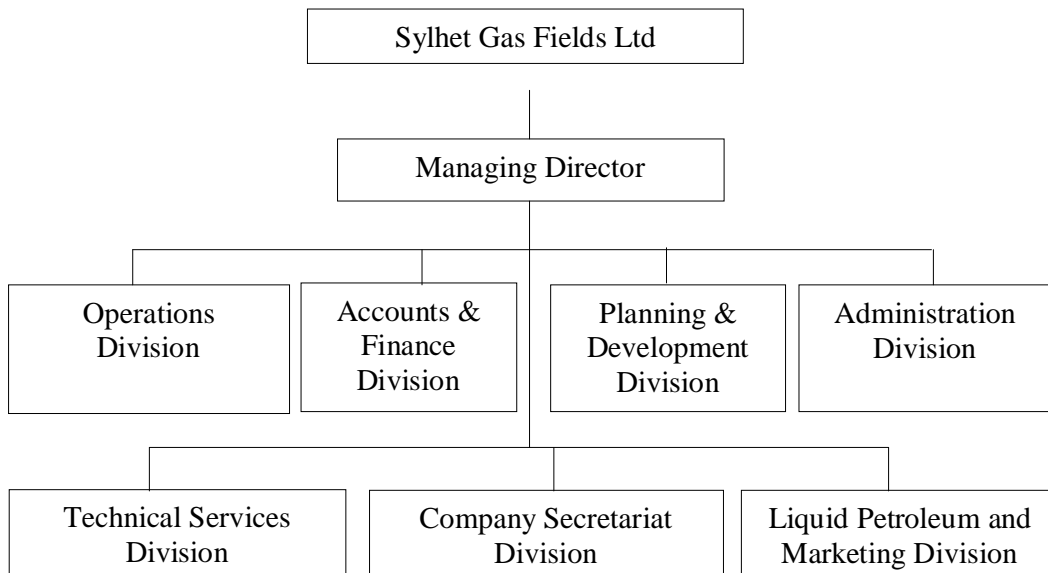 Sylhet Gas Fields Ltd
Managing Director
Operations
Division
Accounts &
Finance
Division
Planning &
Development
Division
Administration
Division
Technical Services
Division
Company Secretariat
Division
Liquid Petroleum and
Marketing Division